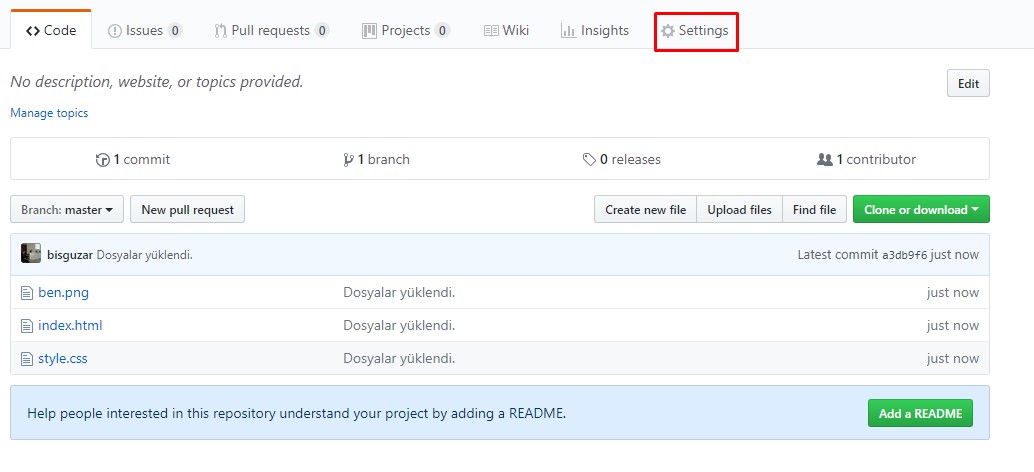 Code Issues 0 Pull requests 0 Projects 0 Wiki Insights Settings
No description, website, or topics provided. Edit
Manage topics
1 commit 1 branch 0 releases 1 contributor
Branch: master New pull request Create new file Upload files Find file Clone or download
bisguzar Dosyalar yüklendi. Latest commit a3db9f6 just now
ben.png Dosyalar yüklendi. just now
index.html Dosyalar yüklendi. just now
style.css Dosyalar yüklendi. just now
Help people interested in this repository understand your project by adding a README. Add a README